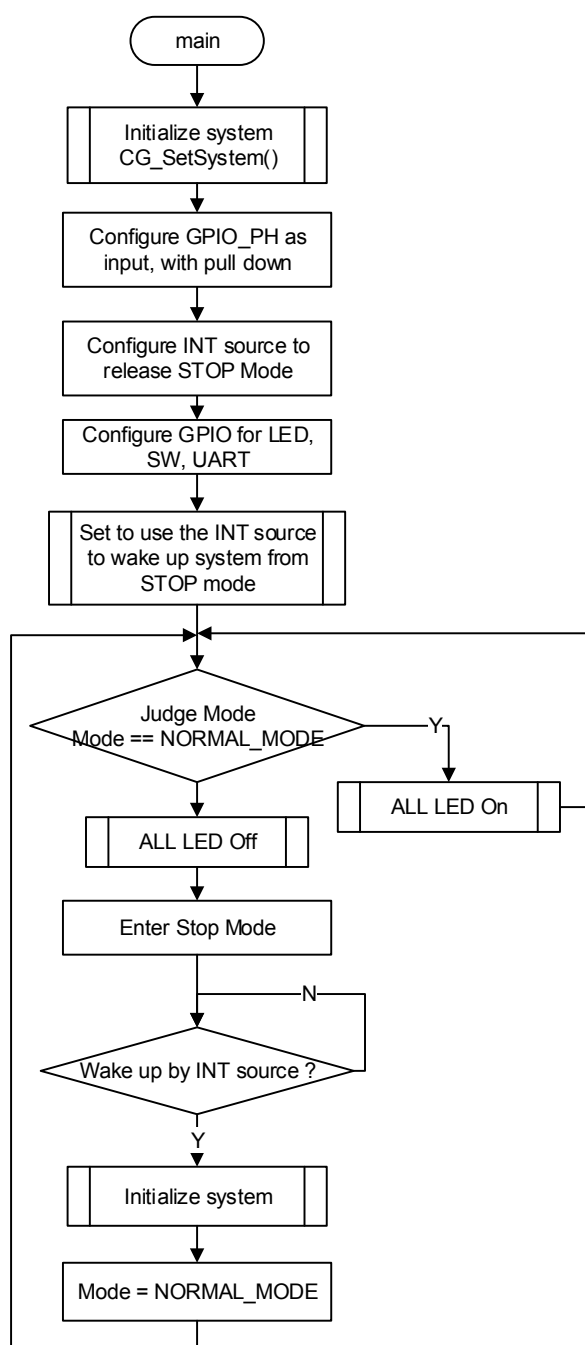 main
Initialize system
CG_SetSystem()
Configure GPIO_PH as
input, with pull down
Configure INT source to
release STOP Mode
Configure GPIO for LED,
SW, UART
Set to use the INT source
to wake up system from
STOP mode
Judge Mode
Mode == NORMAL_MODE
Y
ALL LED On
ALL LED Off
Enter Stop Mode
N
Wake up by INT source ?
Y
Initialize system
Mode = NORMAL_MODE